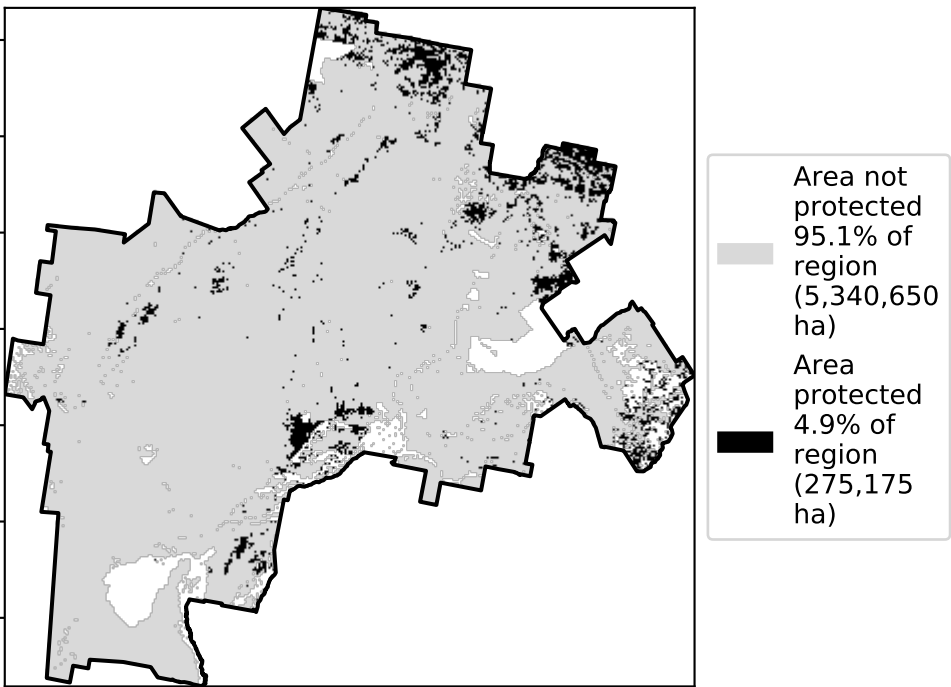 Area not
protected
95.1% of
region
(5,340,650
ha)
Area
protected
4.9% of
region
(275,175
ha)